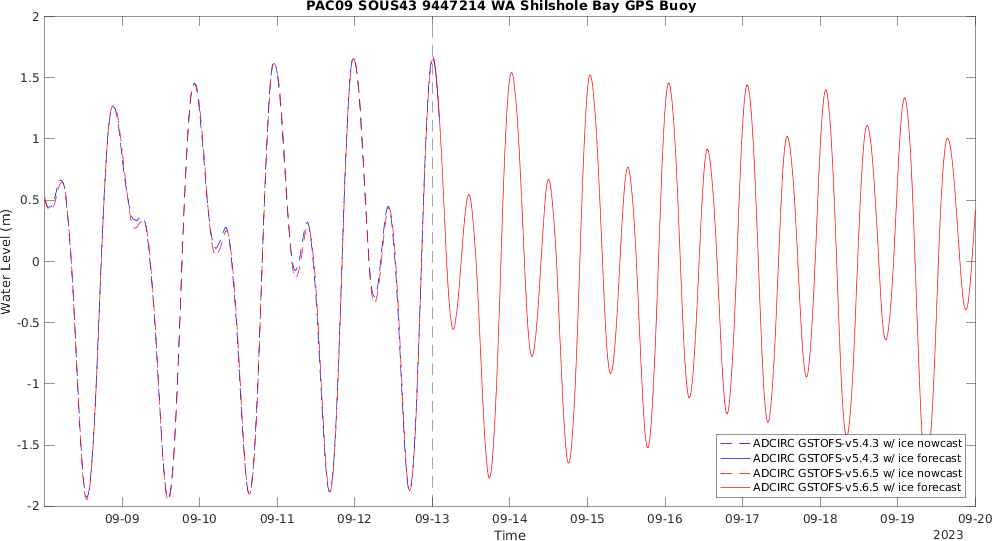 PAC09 SOUS43 9447214 WA Shilshole Bay GPS Buoy
2
1.5
1
0.5
0
-0.5
-1
-1.5
-2
Water Level (m)
09-09 09-10 09-11 09-12 09-13 09-14 09-15 09-16 09-17 09-18 09-19 09-20
Time
2023
ADCIRC GSTOFS-v5.4.3 w/ ice nowcast
ADCIRC GSTOFS-v5.4.3 w/ ice forecast
ADCIRC GSTOFS-v5.6.5 w/ ice nowcast
ADCIRC GSTOFS-v5.6.5 w/ ice forecast